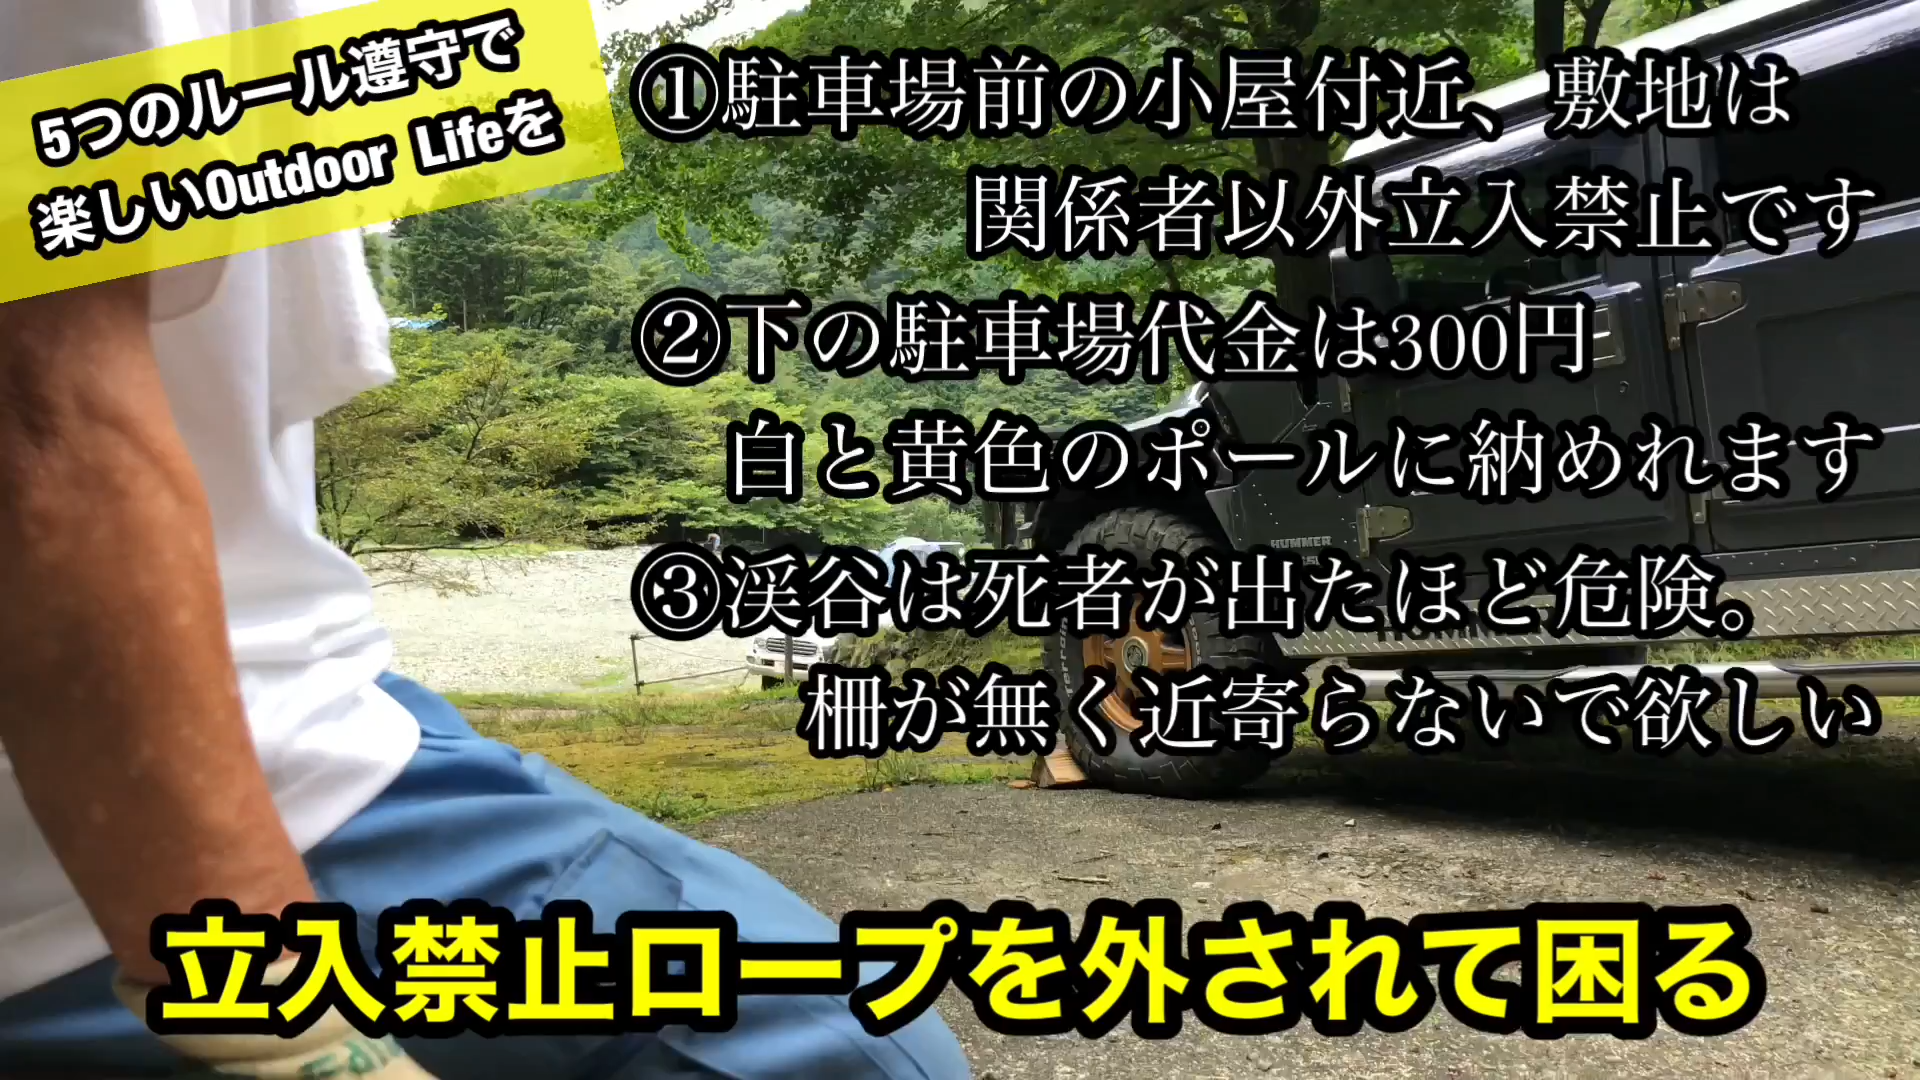 5つのルール遵守で
楽しいOutdoor Lifeを
①駐車場前の小屋付近、敷地は
関係者以外立入禁止です
②下の駐車場代金は300円
白と黄色のポールに納めれます
③渓谷は死者が出たほど危険。
柵が無く近寄らないで欲しい
HUMMER
立入禁止ロープを外されて困る